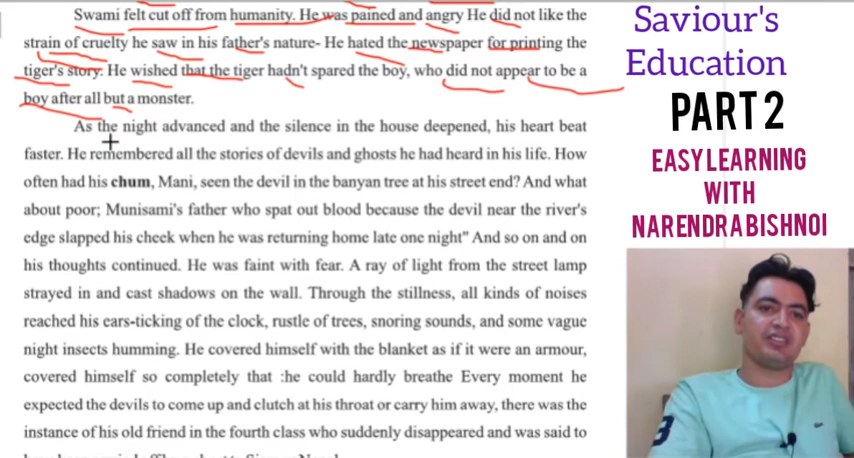 Swami felt cut off from humanity. He was pained and angry He did not like the
strain of cruelty he saw in his father's nature- He hated the newspaper for printing the
tiger's story. He wished that the tiger hadn't spared the boy, who did not appear to be a
boy after all but a monster.
As the night advanced and the silence in the house deepened, his heart beat
faster. He remembered all the stories of devils and ghosts he had heard in his life. How
often had his chum, Mani, seen the devil in the banyan tree at his street end? And what
about poor; Munisami's father who spat out blood because the devil near the river's
edge slapped his cheek when he was returning home late one night" And so on and on
his thoughts continued. He was faint with fear. A ray of light from the street lamp
strayed in and cast shadows on the wall. Through the stillness, all kinds of noises
reached his ears-ticking of the clock, rustle of trees, snoring sounds, and some vague
night insects humming. He covered himself with the blanket as if it were an armour,
covered himself so completely that :he could hardly breathe Every moment he
expected the devils to come up and clutch at his throat or carry him away, there was the
instance of his old friend in the fourth class who suddenly disappeared and was said to
Saviour's
Education
PART 2
EASY LEARNING
WITH
NARENDRA BISHNOI
3